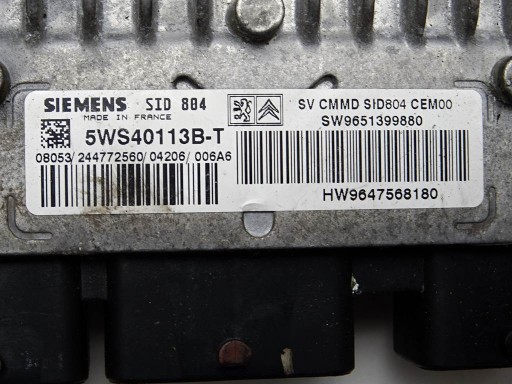 SIEMENS SID 804
MADE IN FRANCE
5WS40113B-T
08053/244772560/04206/006A6
SV CMMD SID804 CEM00
SW9651399880
HW9647568180